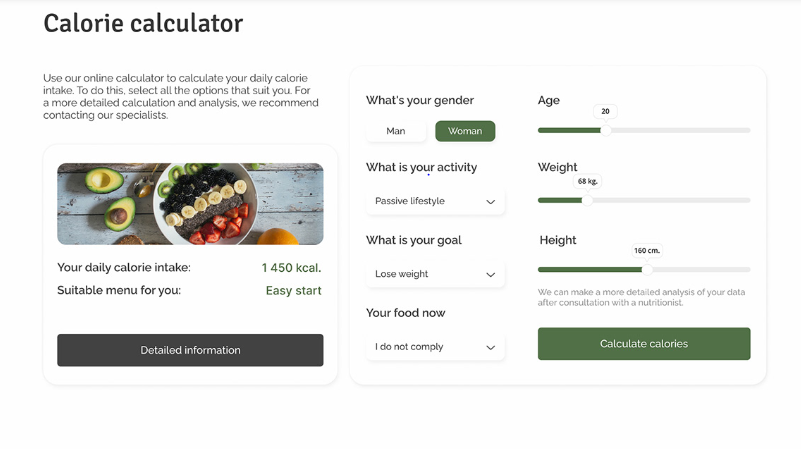 Calorie calculator
Use our online calculator to calculate your daily calorie
intake. To do this, select all the options that suit you. For
a more detailed calculation and analysis, we recommend
contacting our specialists.
Your daily calorie intake: 1 450 kcal.
Suitable menu for you: Easy start
Detailed information
What's your gender
Man Woman
What is your activity
Passive lifestyle
What is your goal
Lose weight
Your food now
I do not comply
Age
20
Weight
68 kg.
Height
160 cm.
We can make a more detailed analysis of your data
after consultation with a nutritionist.
Calculate calories